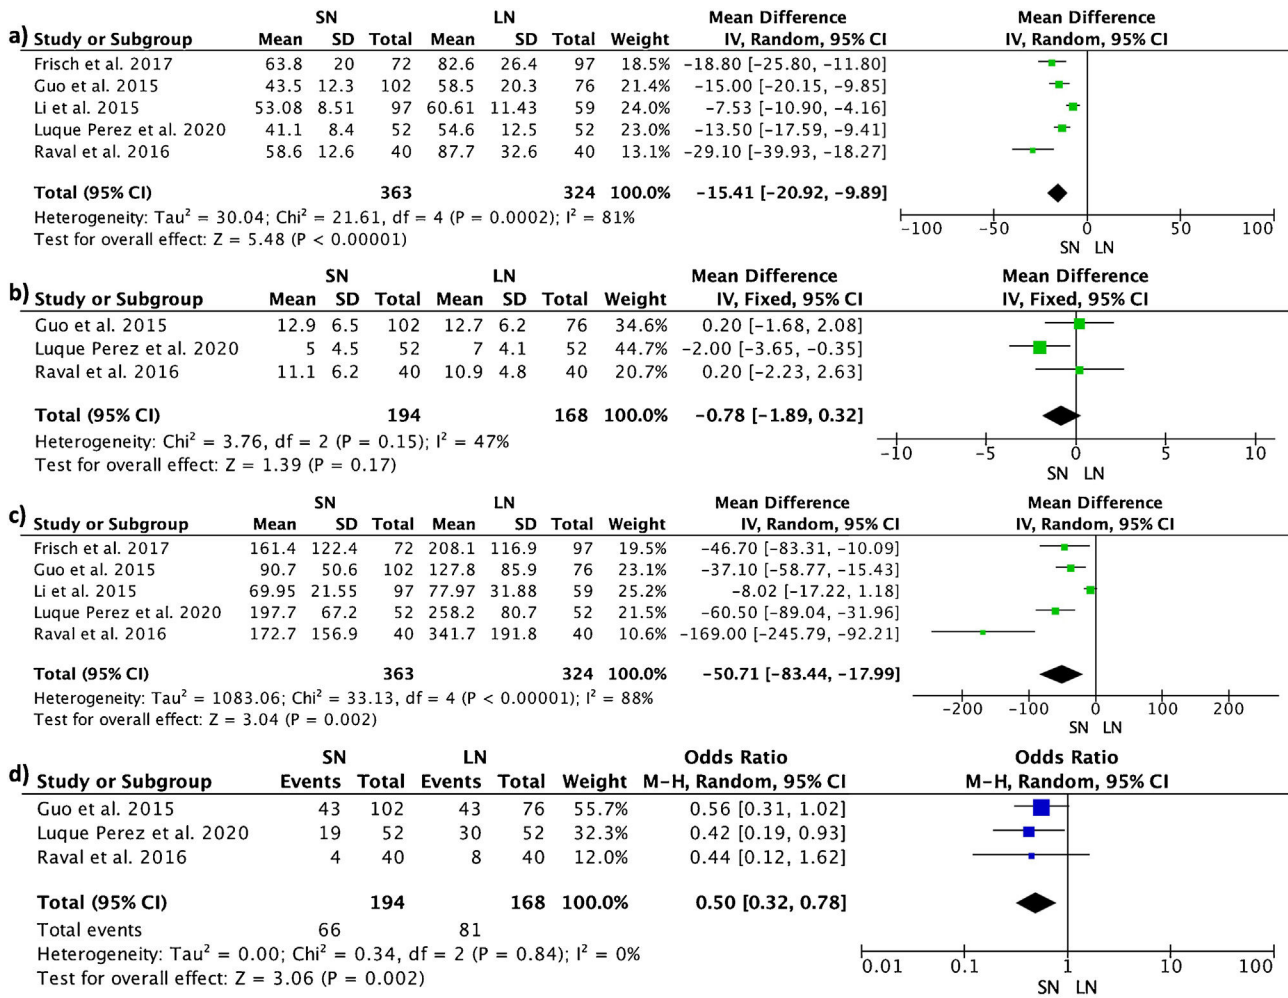 SN LN Mean Difference Mean Difference
a) Study or Subgroup Mean SD Total Mean SD Total Weight IV, Random, 95% CI IV, Random, 95% CI
Frisch et al. 2017 63.8 20 72 82.6 26.4 97 18.5% -18.80 [-25.80, -11.80]
Guo et al. 2015 43.5 12.3 102 58.5 20.3 76 21.4% -15.00 [-20.15, -9.85]
Li et al. 2015 53.08 8.51 97 60.61 11.43 59 24.0% -7.53 [-10.90, -4.16]
Luque Perez et al. 2020 41.1 8.4 52 54.6 12.5 52 23.0% -13.50 [-17.59, -9.41]
Raval et al. 2016 58.6 12.6 40 87.7 32.6 40 13.1% -29.10 [-39.93, -18.27]
Total (95% CI) 363 324 100.0% -15.41 [-20.92, -9.89]
Heterogeneity: Tau² = 30.04; Chi² = 21.61, df = 4 (P = 0.0002); I² = 81%
Test for overall effect: Z = 5.48 (P < 0.00001)
-100 -50 0 50 100
SN LN
SN LN Mean Difference Mean Difference
b) Study or Subgroup Mean SD Total Mean SD Total Weight IV, Fixed, 95% CI IV, Fixed, 95% CI
Guo et al. 2015 12.9 6.5 102 12.7 6.2 76 34.6% 0.20 [-1.68, 2.08]
Luque Perez et al. 2020 5 4.5 52 7 4.1 52 44.7% -2.00 [-3.65, -0.35]
Raval et al. 2016 11.1 6.2 40 10.9 4.8 40 20.7% 0.20 [-2.23, 2.63]
Total (95% CI) 194 168 100.0% -0.78 [-1.89, 0.32]
Heterogeneity: Chi² = 3.76, df = 2 (P = 0.15); I² = 47%
Test for overall effect: Z = 1.39 (P = 0.17)
-10 -5 0 5 10
SN LN
SN LN Mean Difference Mean Difference
c) Study or Subgroup Mean SD Total Mean SD Total Weight IV, Random, 95% CI IV, Random, 95% CI
Frisch et al. 2017 161.4 122.4 72 208.1 116.9 97 19.5% -46.70 [-83.31, -10.09]
Guo et al. 2015 90.7 50.6 102 127.8 85.9 76 23.1% -37.10 [-58.77, -15.43]
Li et al. 2015 69.95 21.55 97 77.97 31.88 59 25.2% -8.02 [-17.22, 1.18]
Luque Perez et al. 2020 197.7 67.2 52 258.2 80.7 52 21.5% -60.50 [-89.04, -31.96]
Raval et al. 2016 172.7 156.9 40 341.7 191.8 40 10.6% -169.00 [-245.79, -92.21]
Total (95% CI) 363 324 100.0% -50.71 [-83.44, -17.99]
Heterogeneity: Tau² = 1083.06; Chi² = 33.13, df = 4 (P < 0.00001); I² = 88%
Test for overall effect: Z = 3.04 (P = 0.002)
-200 -100 0 100 200
SN LN
SN LN Odds Ratio Odds Ratio
d) Study or Subgroup Events Total Events Total Weight M-H, Random, 95% CI M-H, Random, 95% CI
Guo et al. 2015 43 102 43 76 55.7% 0.56 [0.31, 1.02]
Luque Perez et al. 2020 19 52 30 52 32.3% 0.42 [0.19, 0.93]
Raval et al. 2016 4 40 8 40 12.0% 0.44 [0.12, 1.62]
Total (95% CI) 194 168 100.0% 0.50 [0.32, 0.78]
Total events 66 81
Heterogeneity: Tau² = 0.00; Chi² = 0.34, df = 2 (P = 0.84); I² = 0%
Test for overall effect: Z = 3.06 (P = 0.002)
0.01 0.1 1 10 100
SN LN